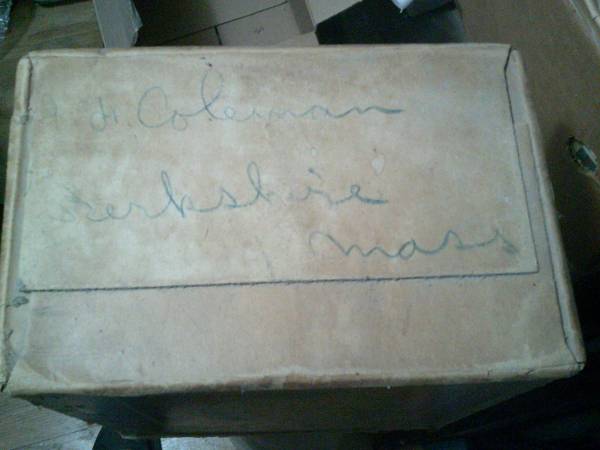 H. Coleman
Berkshire
Mass